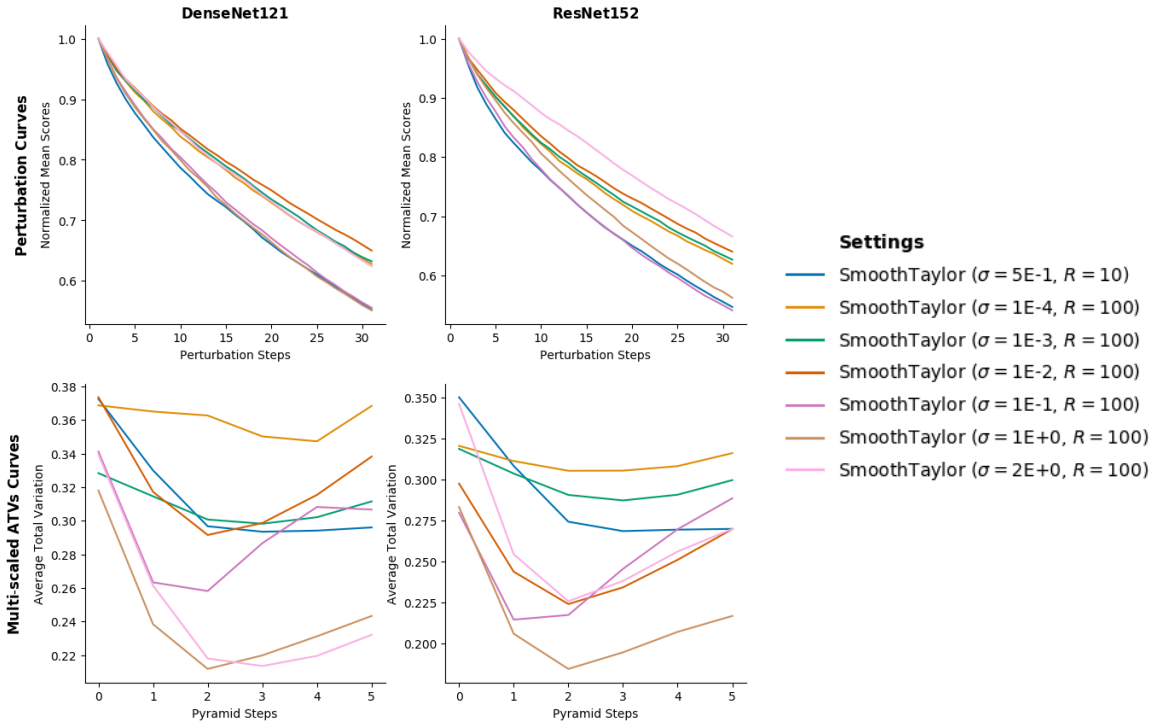 DenseNet121
ResNet152
Perturbation Curves
Normalized Mean Scores
1.0
0.9
0.8
0.7
0.6
0
5
10
15
20
25
30
Perturbation Steps
Normalized Mean Scores
1.0
0.9
0.8
0.7
0.6
0
5
10
15
20
25
30
Perturbation Steps
Settings
SmoothTaylor (σ = 5E-1, R = 10)
SmoothTaylor (σ = 1E-4, R = 100)
SmoothTaylor (σ = 1E-3, R = 100)
SmoothTaylor (σ = 1E-2, R = 100)
SmoothTaylor (σ = 1E-1, R = 100)
SmoothTaylor (σ = 1E+0, R = 100)
SmoothTaylor (σ = 2E+0, R = 100)
Multi-scaled ATVs Curves
Average Total Variation
0.38
0.36
0.34
0.32
0.30
0.28
0.26
0.24
0.22
0
1
2
3
4
5
Pyramid Steps
Average Total Variation
0.350
0.325
0.300
0.275
0.250
0.225
0.200
0
1
2
3
4
5
Pyramid Steps